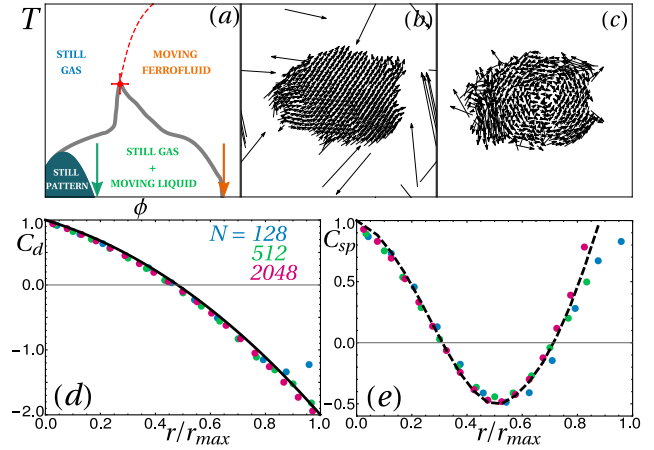 T
(a)
(b)
(c)
STILL
GAS
MOVING
FERROFLUID
STILL GAS
+
MOVING LIQUID
STILL
PATTERN
ϕ
1.0
C_d
0.0
−1.0
−2.0
N = 128
512
2048
(d)
0.0 0.2 0.4 0.6 0.8 1.0
r/r_max
1.0
C_sp
0.5
0.0
−0.5
(e)
0.0 0.2 0.4 0.6 0.8 1.0
r/r_max